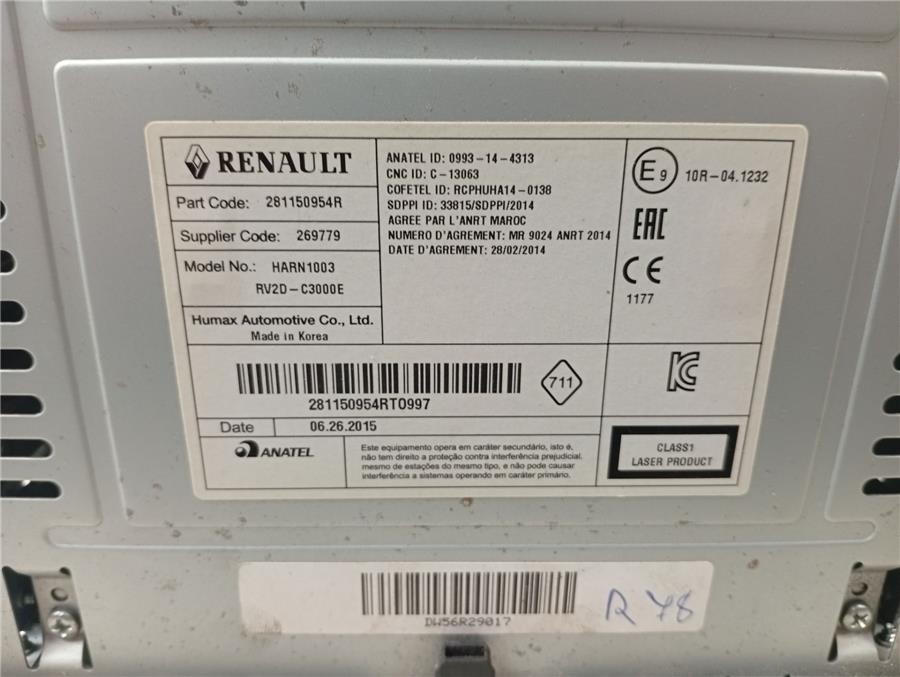 RENAULT
Part Code: 281150954R
Supplier Code: 269779
Model No.: HARN1003
RV2D-C3000E
Humax Automotive Co., Ltd.
Made in Korea
ANATEL ID: 0993-14-4313
CNC ID: C-13063
COFETEL ID: RCPHUHA14-0138
SDPPI ID: 33815/SDPPI/2014
AGREE PAR L'ANRT MAROC
NUMERO D'AGREMENT: MR 9024 ANRT 2014
DATE D'AGREMENT: 28/02/2014
E9 10R-04.1232
EAC
CE
1177
281150954RT0997
711
KC
Date 06.26.2015
ANATEL
Este equipamento opera em caráter secundário, isto é,
não tem direito a proteção contra interferência prejudicial,
mesmo de estações do mesmo tipo, e não pode causar
interferência a sistemas operando em caráter primário.
CLASS1
LASER PRODUCT
DW56R29017
R 78